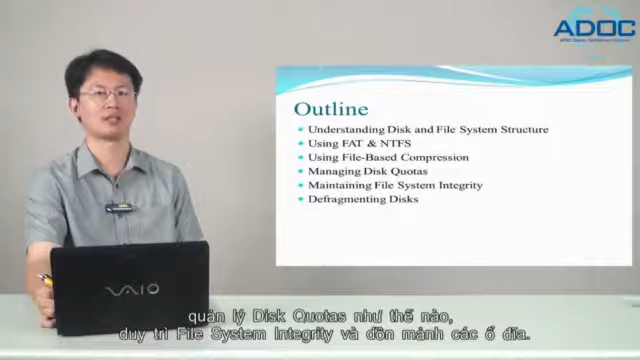 ADOC
Outline
Understanding Disk and File System Structure
Using FAT & NTFS
Using File-Based Compression
Managing Disk Quotas
Maintaining File System Integrity
Defragmenting Disks
VAIO
quản lý Disk Quotas như thế nào,
duy trì File System Integrity và dồn mảnh các ổ đĩa.